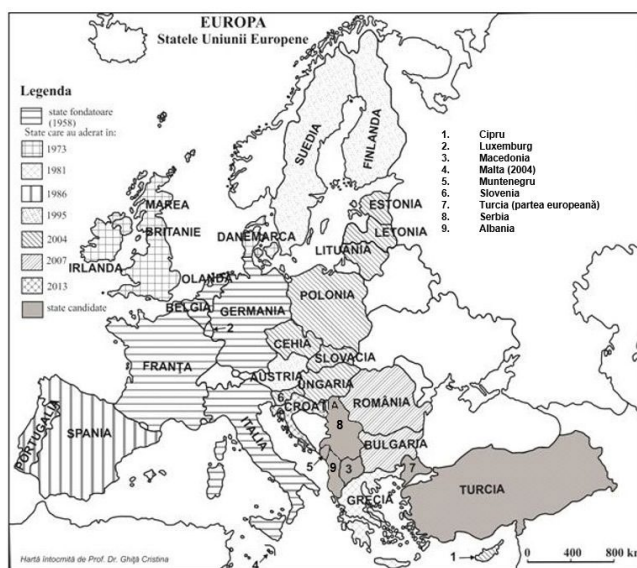 EUROPA
Statele Uniunii Europene
Legenda
state fondatoare
(1958)
State care au aderat în:
1973
1981
1986
1995
2004
2007
2013
state candidate
1. Cipru
2. Luxemburg
3. Macedonia
4. Malta (2004)
5. Muntenegru
6. Slovenia
7. Turcia (partea europeană)
8. Serbia
9. Albania
SUEDIA
FINLANDA
ESTONIA
LETONIA
LITUANIA
MAREA
BRITANIE
IRLANDA
DANEMARCA
OLANDA
BELGIA
GERMANIA
POLONIA
2
CEHIA
SLOVACIA
FRANȚA
AUSTRIA
UNGARIA
ROMÂNIA
6
CROAȚIA
8
ITALIA
PORTUGALIA
SPANIA
BULGARIA
5
9
3
7
GRECIA
TURCIA
4
1
Hartă întocmită de Prof. Dr. Ghiță Cristina
0 400 800 km